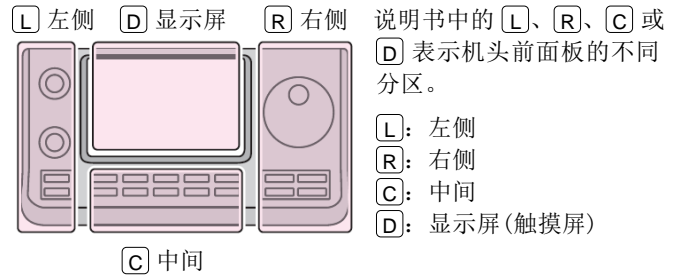 L 左侧 D 显示屏 R 右侧
C 中间
说明书中的 L、R、C 或
D 表示机头前面板的不同
分区。
L：左侧
R：右侧
C：中间
D：显示屏(触摸屏)